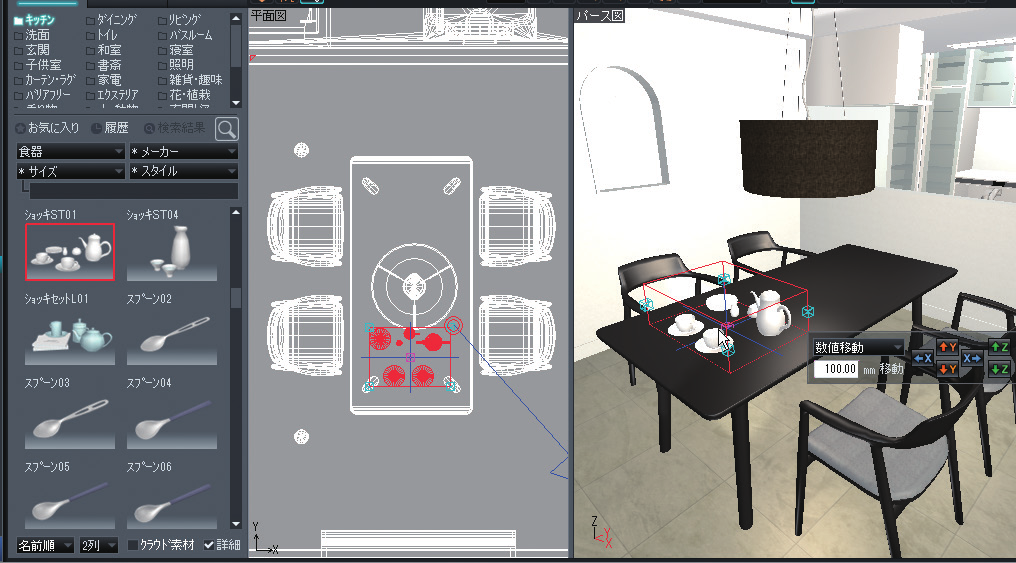 キッチン ダイニング リビング
洗面 トイレ バスルーム
玄関 和室 寝室
子供室 書斎 照明
カーテン・ラグ 家電 雑貨・趣味
バリアフリー エクステリア 花・植栽
お気に入り 履歴 検索結果
食器 * メーカー
* サイズ * スタイル
ショッキST01 ショッキST04
ショッキセットL01 スプーン02
スプーン03 スプーン04
スプーン05 スプーン06
名前順 2列 クラウド素材 詳細
平面図
Y
X
パース図
数値移動
100.00 mm 移動
X Y X Z
Y Z
Z
Y
X